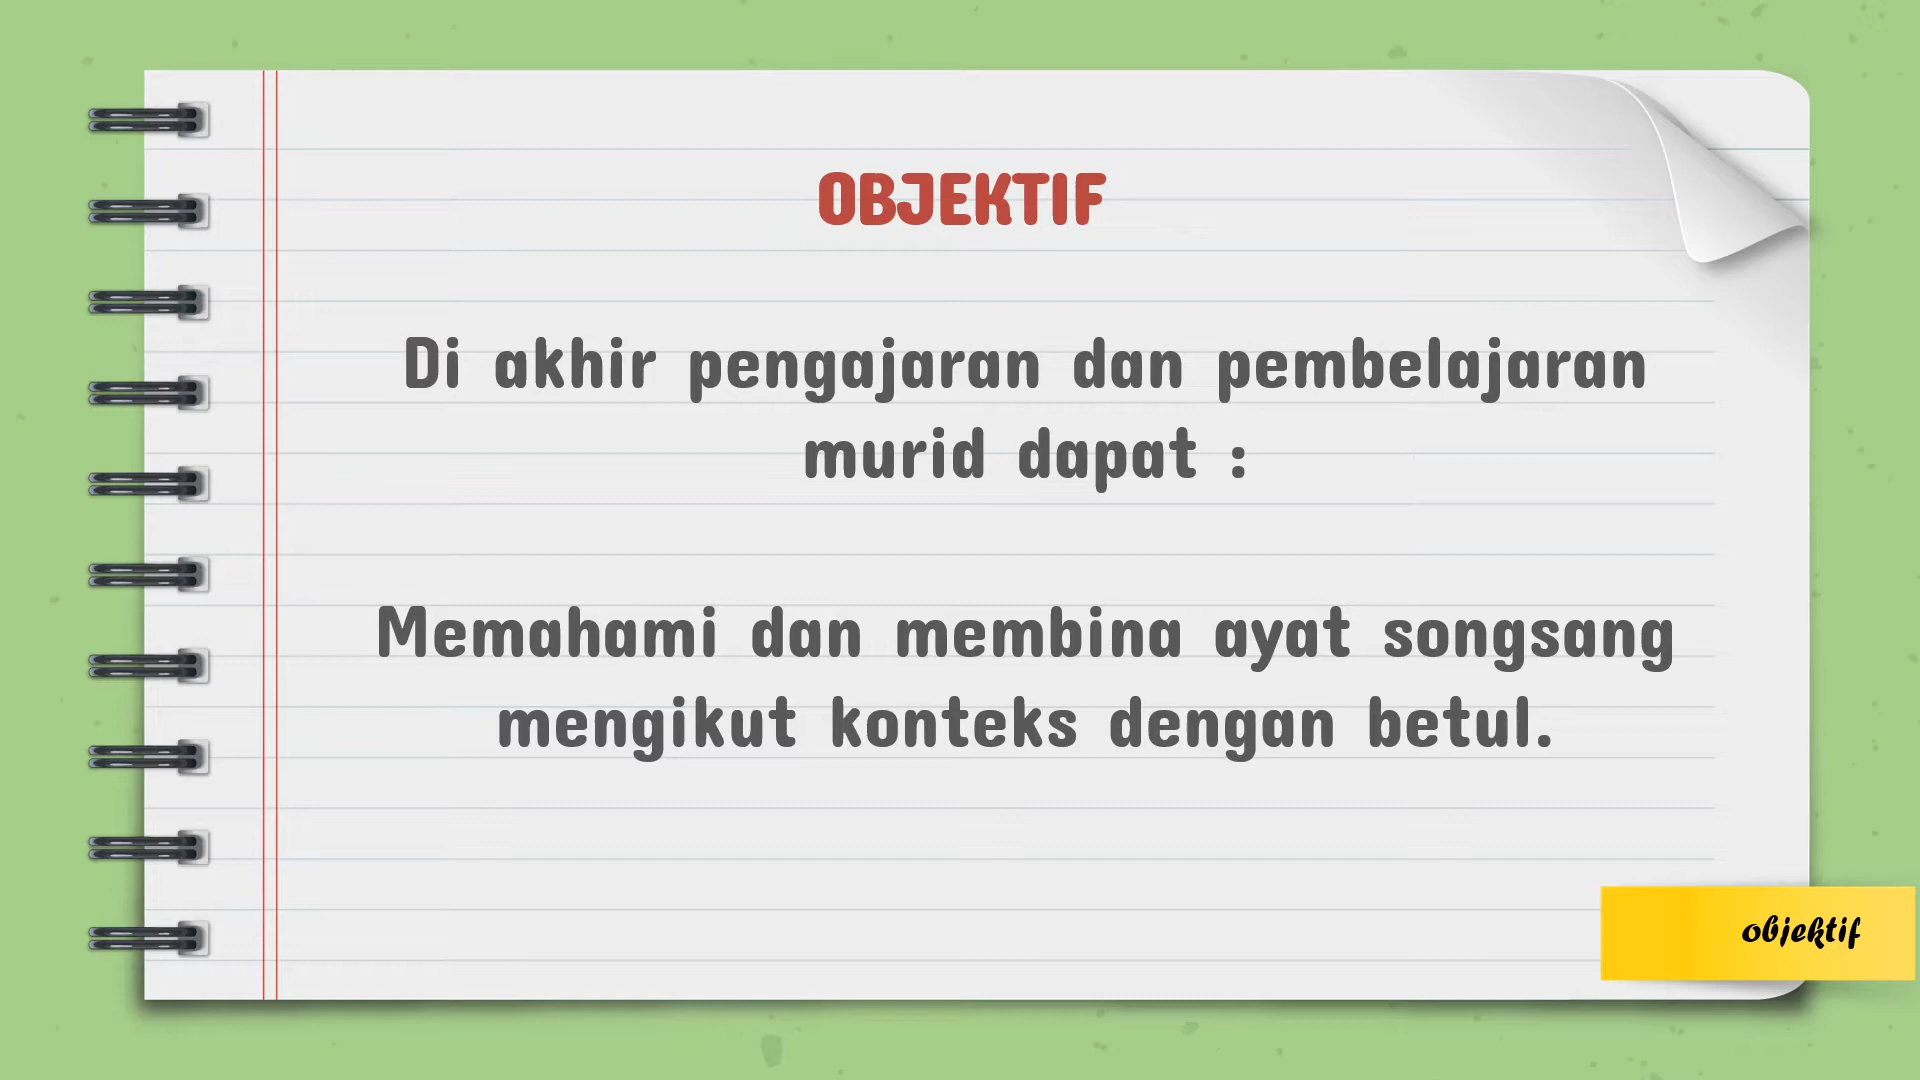 OBJEKTIF
Di akhir pengajaran dan pembelajaran
murid dapat :
Memahami dan membina ayat songsang
mengikut konteks dengan betul.
objektif